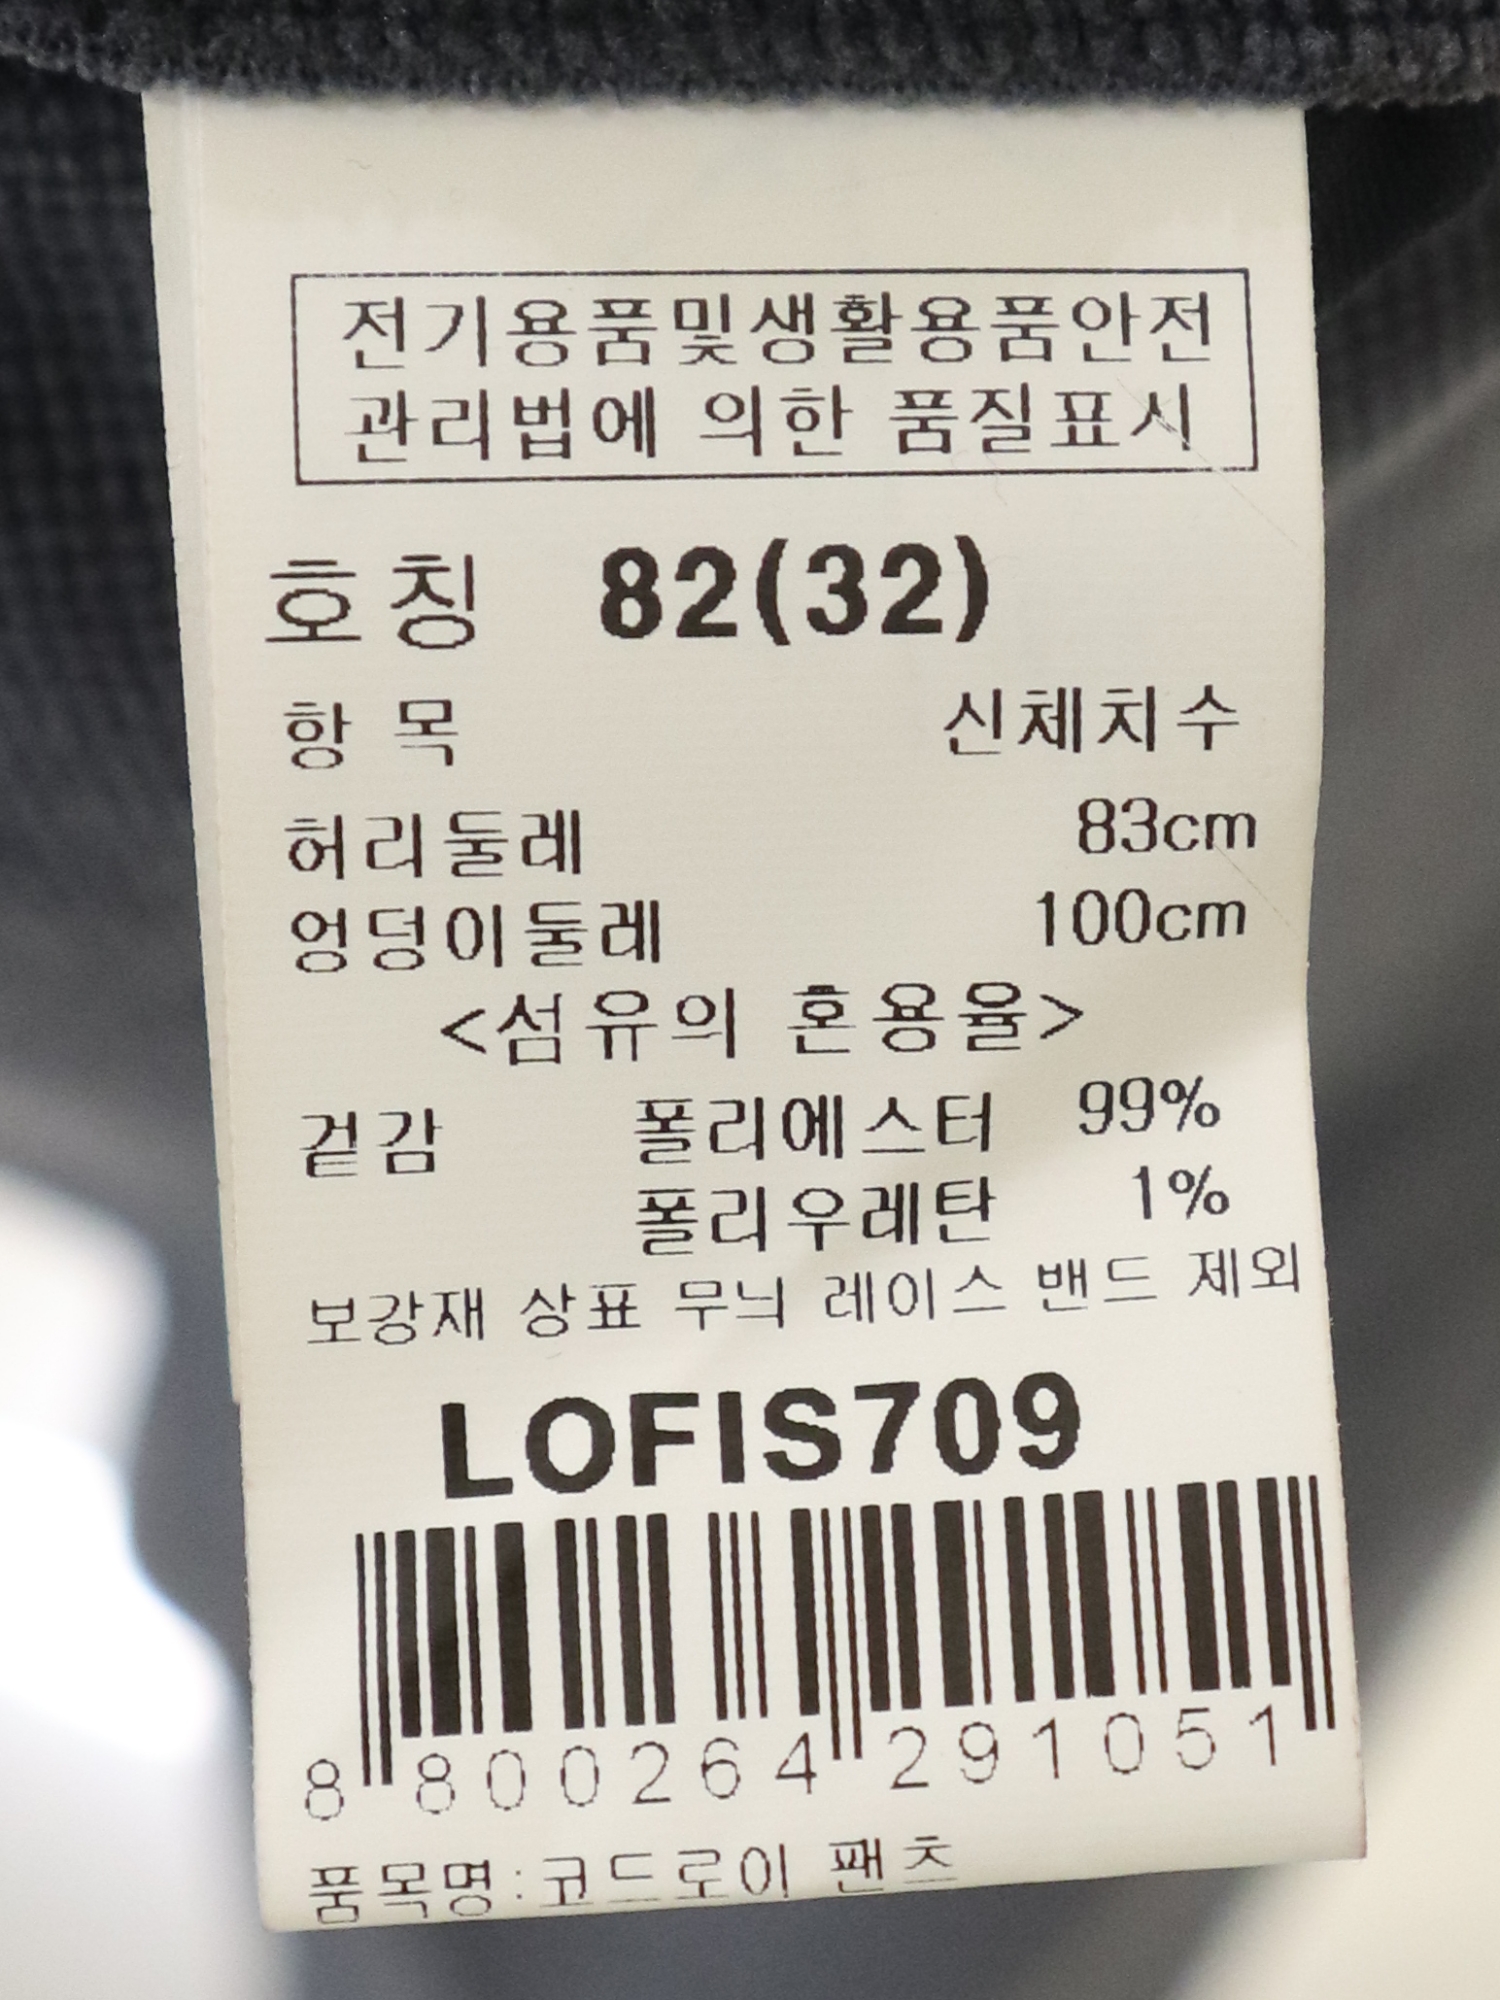 전기용품및생활용품안전
관리법에 의한 품질표시
호칭 82(32)
항목 신체치수
허리둘레 83cm
엉덩이둘레 100cm
<섬유의 혼용율>
겉감 폴리에스터 99%
폴리우레탄 1%
보강재 상표 무늬 레이스 밴드 제외
LOFIS709
8 800264 291051
품목명:코드로이 팬츠